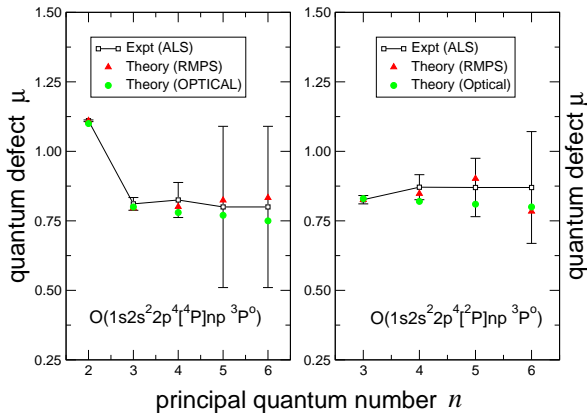 1.50
1.25
1.00
0.75
0.50
0.25
quantum defect μ
Expt (ALS)
Theory (RMPS)
Theory (OPTICAL)
O(1s2s²2p⁴[⁴P]np ³Pᵒ)
2 3 4 5 6
1.50
1.25
1.00
0.75
0.50
0.25
Expt (ALS)
Theory (RMPS)
Theory (Optical)
O(1s2s²2p⁴[²P]np ³Pᵒ)
3 4 5 6
quantum defect μ
principal quantum number n